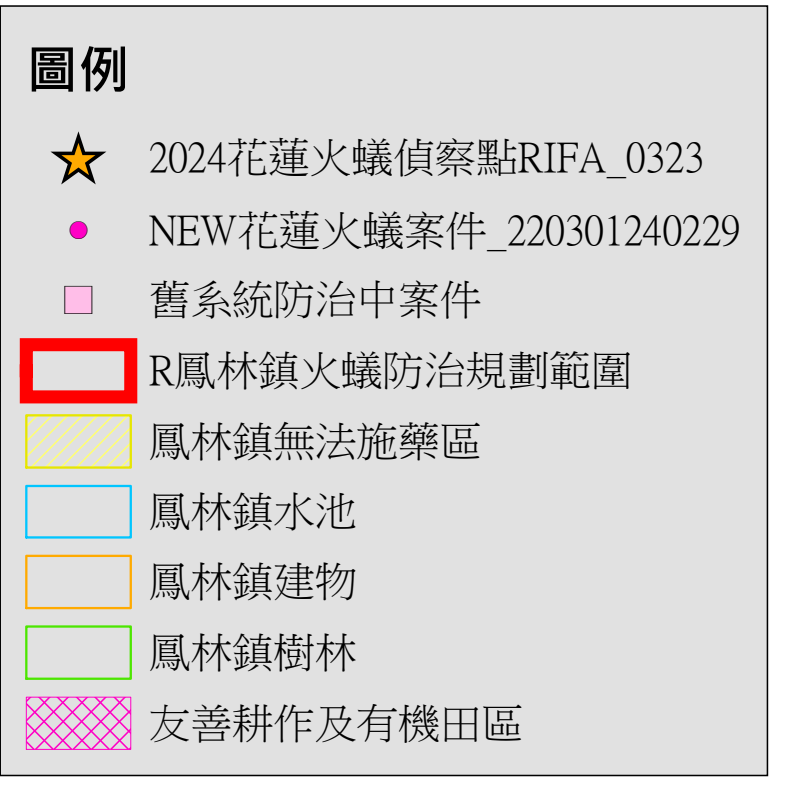 圖例
2024花蓮火蟻偵察點RIFA_0323
NEW花蓮火蟻案件_220301240229
舊系統防治中案件
R鳳林鎮火蟻防治規劃範圍
鳳林鎮無法施藥區
鳳林鎮水池
鳳林鎮建物
鳳林鎮樹林
友善耕作及有機田區